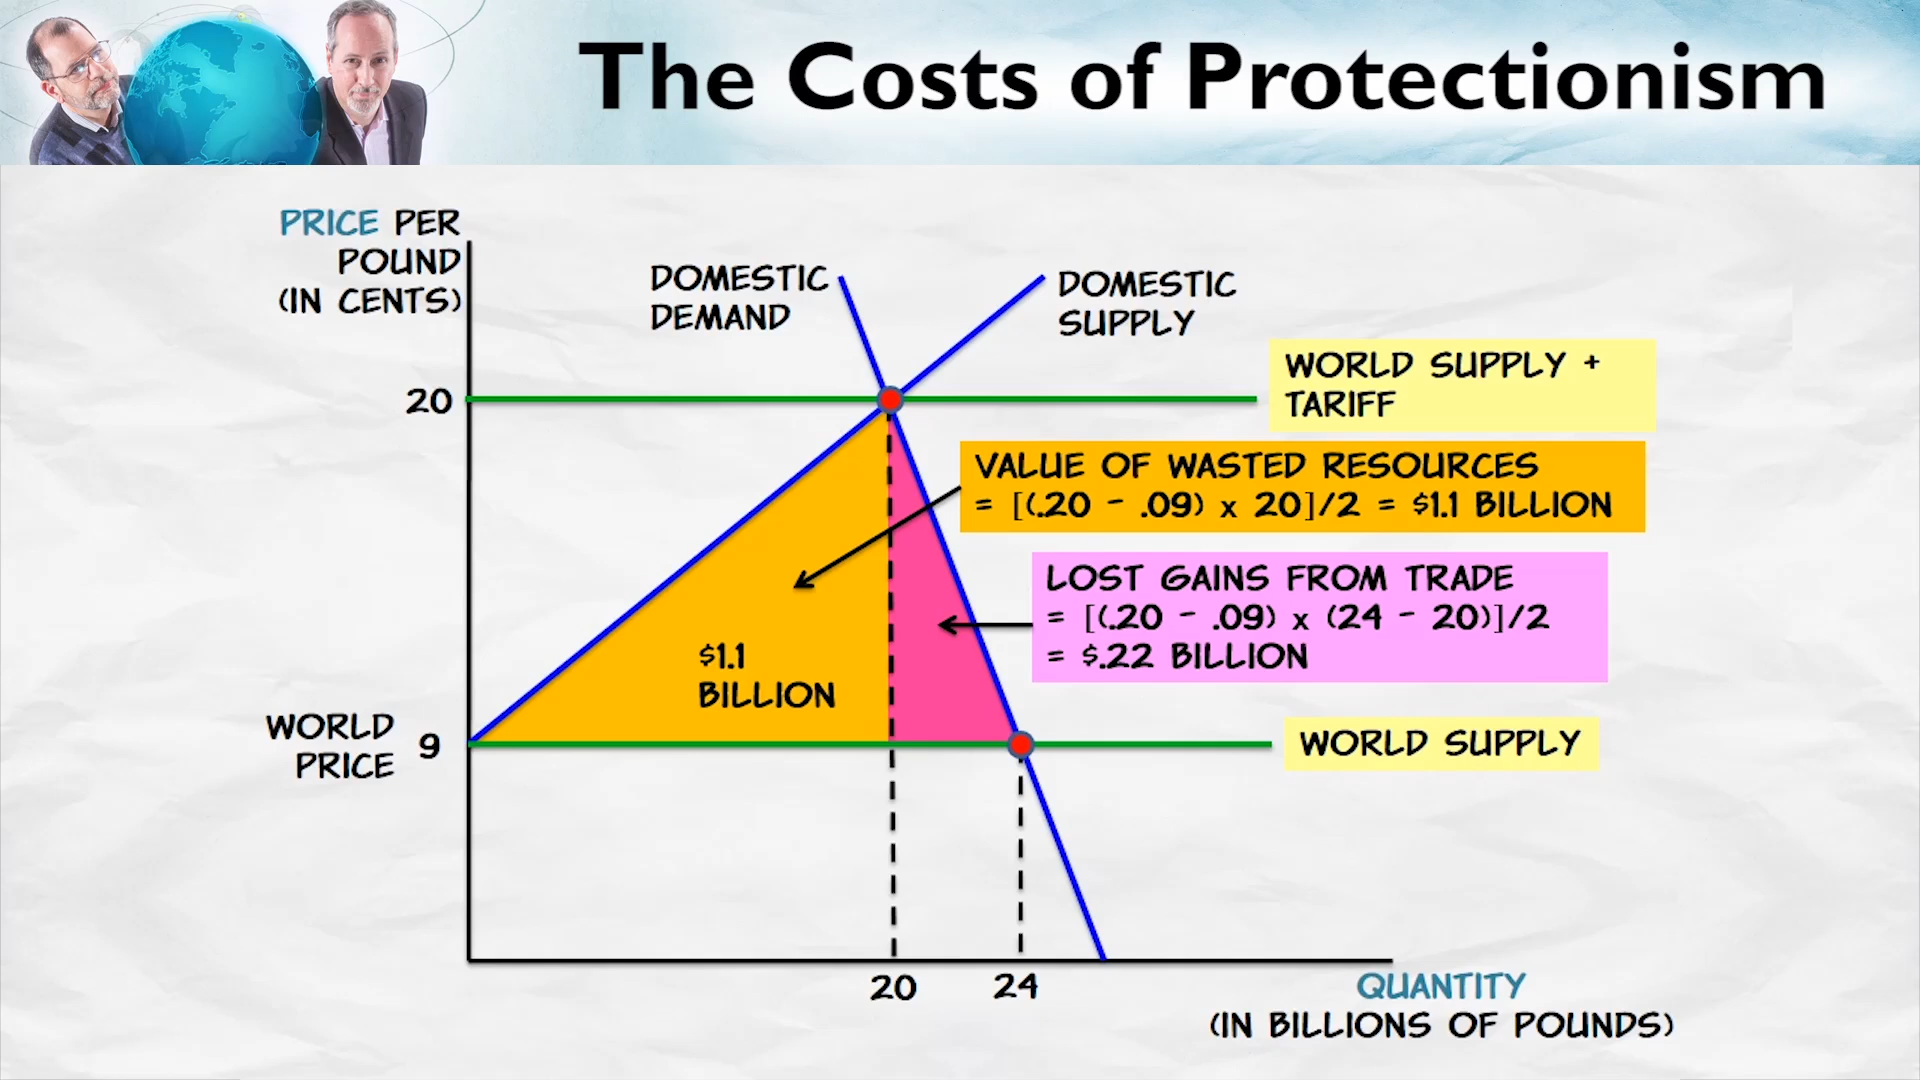 The Costs of Protectionism
PRICE PER
POUND
(IN CENTS)
DOMESTIC
DEMAND
DOMESTIC
SUPPLY
20
WORLD SUPPLY +
TARIFF
VALUE OF WASTED RESOURCES
= [(.20 - .09) x 20]/2 = $1.1 BILLION
LOST GAINS FROM TRADE
= [(.20 - .09) x (24 - 20)]/2
= $.22 BILLION
$1.1
BILLION
WORLD
PRICE
9
WORLD SUPPLY
20
24
QUANTITY
(IN BILLIONS OF POUNDS)